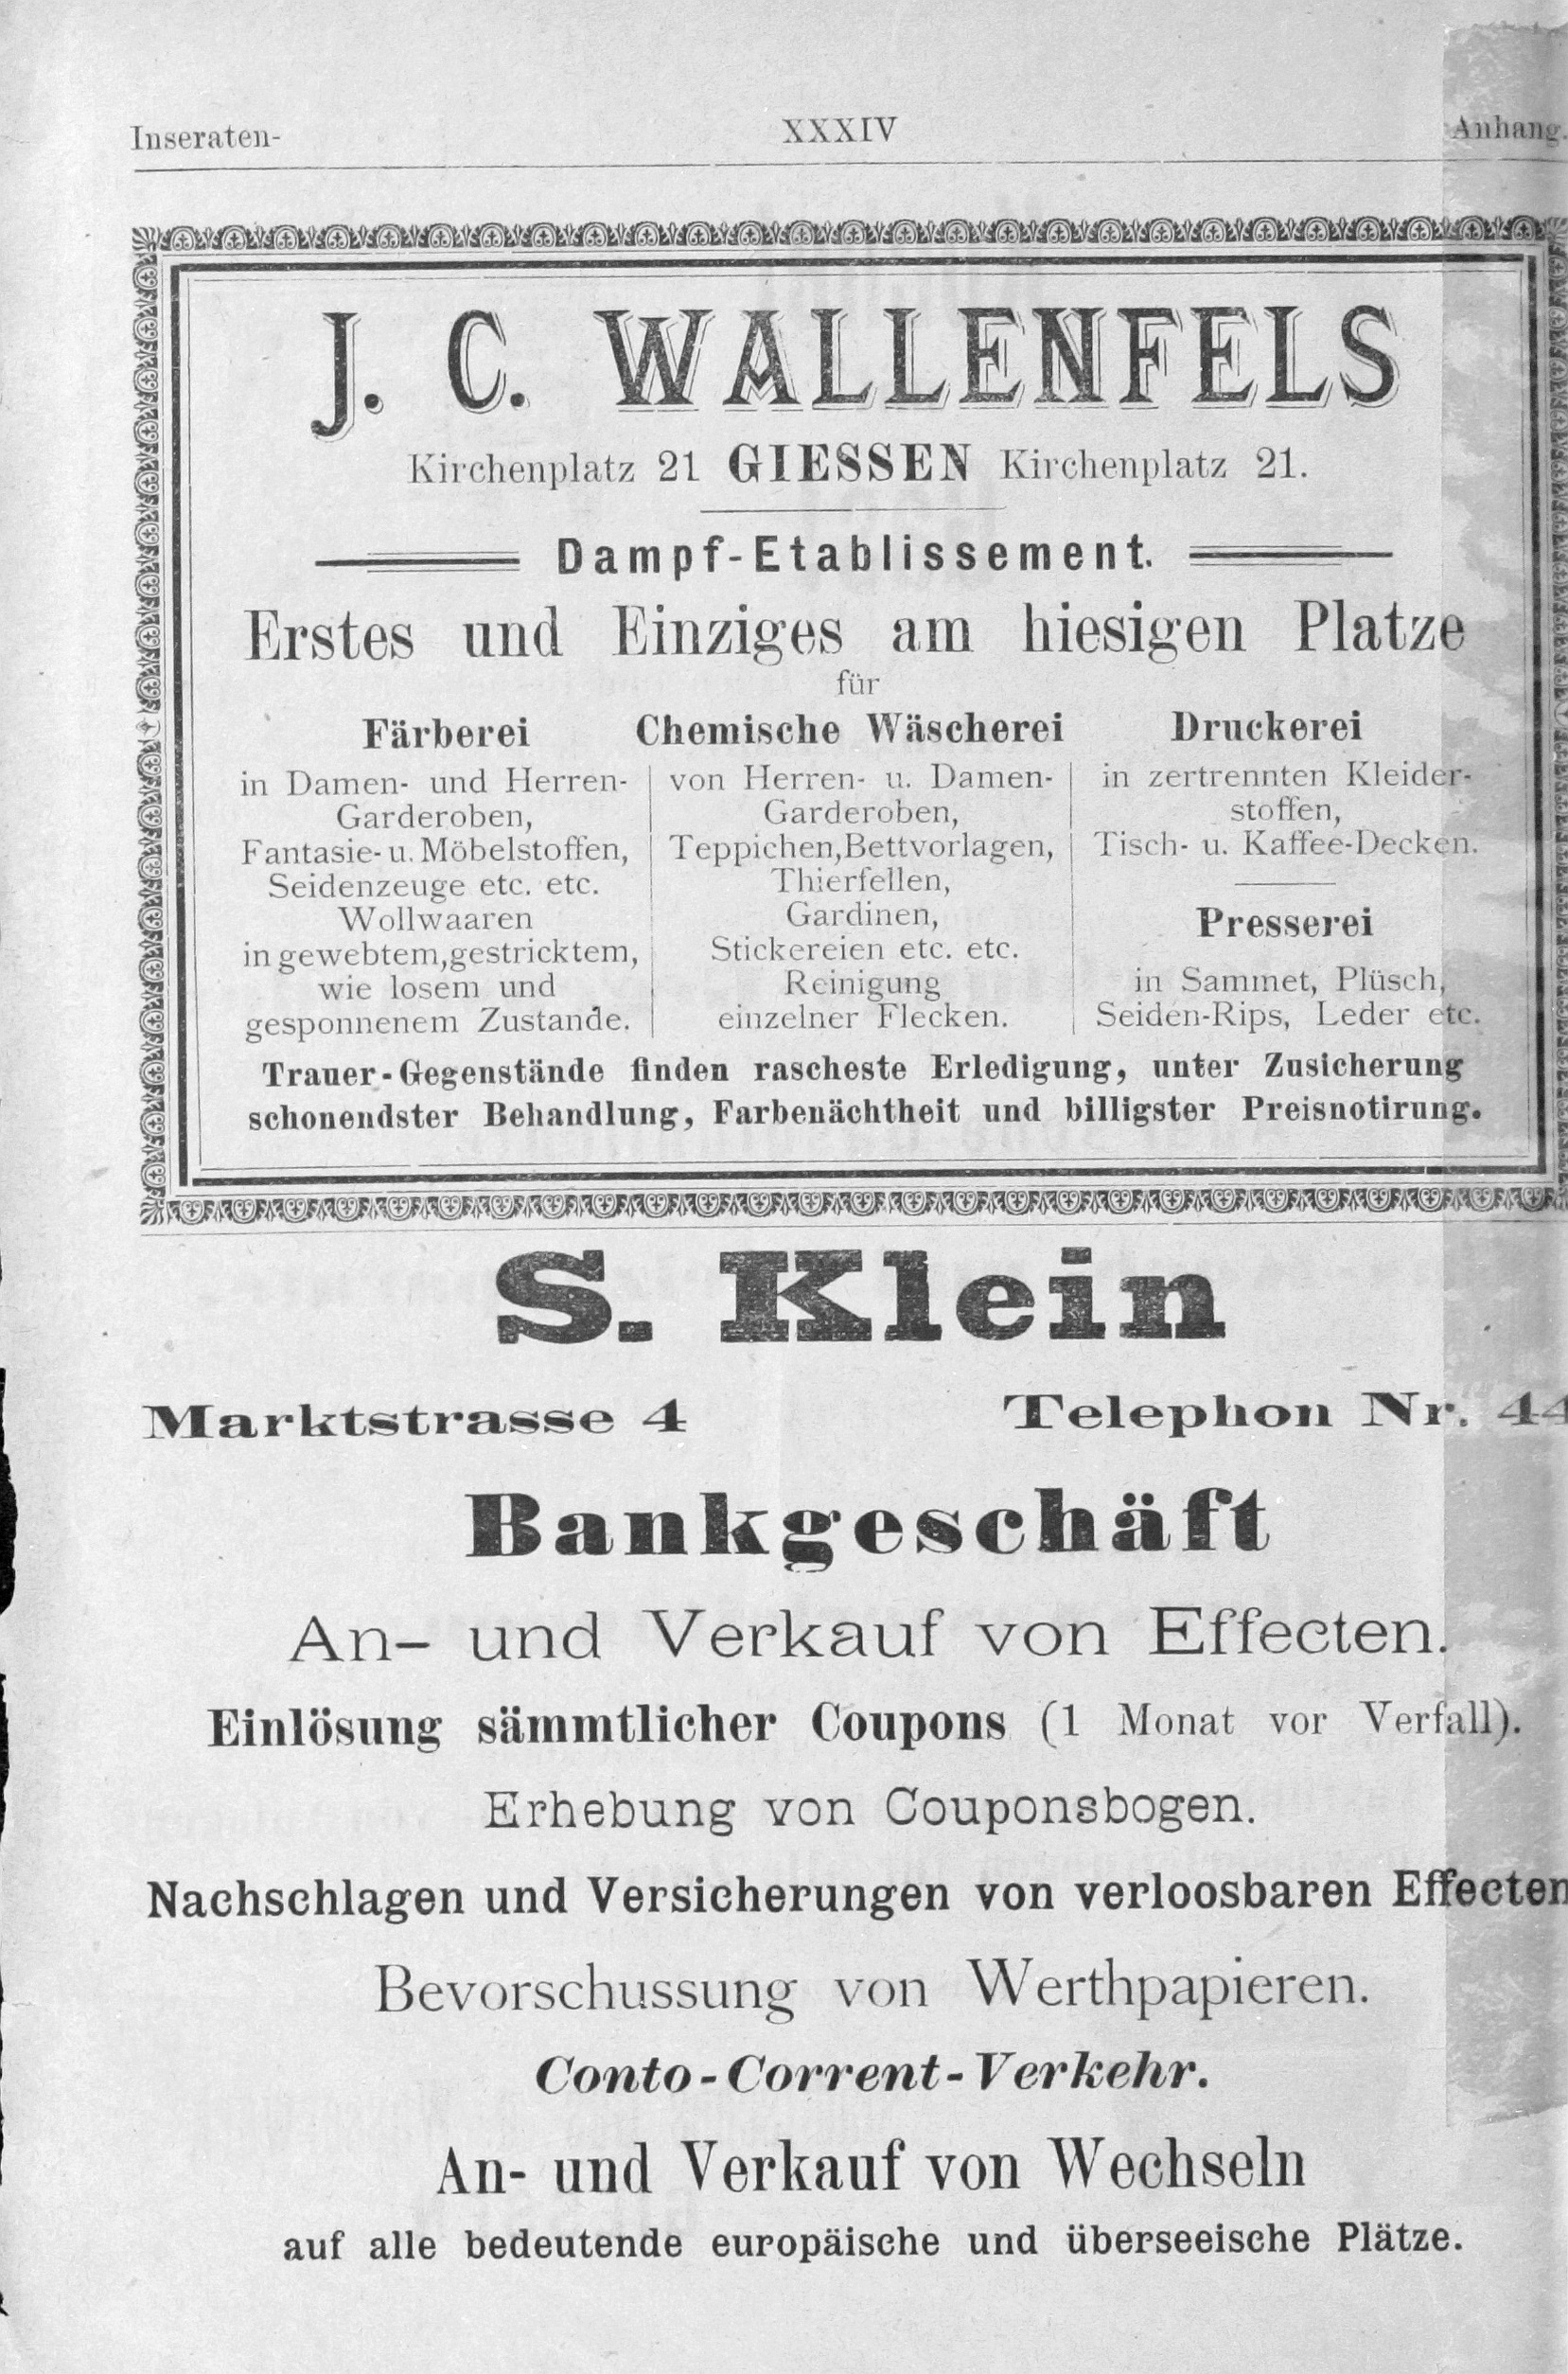 Inseraten- XXXIV Anhang.
J. C. WALLENFELS
Kirchenplatz 21 GIESSEN Kirchenplatz 21.
Dampf-Etablissement.
Erstes und Einziges am hiesigen Platze
für
Färberei
in Damen- und Herren-
Garderoben,
Fantasie- u. Möbelstoffen,
Seidenzeuge etc. etc.
Wollwaaren
in gewebtem, gestricktem,
wie losem und
gesponnenem Zustande.
Chemische Wäscherei
von Herren- u. Damen-
Garderoben,
Teppichen, Bettvorlagen,
Thierfellen,
Gardinen,
Stickereien etc. etc.
Reinigung
einzelner Flecken.
Druckerei
in zertrennten Kleider-
stoffen,
Tisch- u. Kaffee-Decken.
Presserei
in Sammet, Plüsch,
Seiden-Rips, Leder etc.
Trauer-Gegenstände finden rascheste Erledigung, unter Zusicherung
schonendster Behandlung, Farbenächtheit und billigster Preisnotirung.
S. Klein
Marktstrasse 4 Telephon Nr. 44
Bankgeschäft
An- und Verkauf von Effecten.
Einlösung sämmtlicher Coupons (1 Monat vor Verfall).
Erhebung von Couponsbogen.
Nachschlagen und Versicherungen von verloosbaren Effecten
Bevorschussung von Werthpapieren.
Conto-Corrent-Verkehr.
An- und Verkauf von Wechseln
auf alle bedeutende europäische und überseeische Plätze.